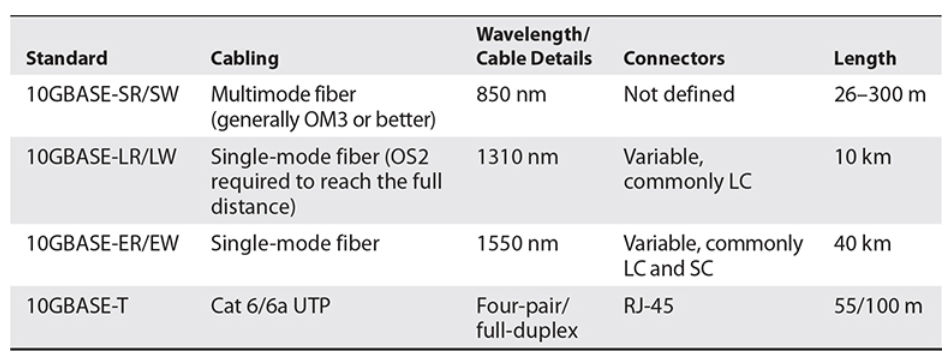 Standard Cabling Wavelength/ Cable Details Connectors Length
10GBASE-SR/SW Multimode fiber 850 nm Not defined 26–300 m
(generally OM3 or better)
10GBASE-LR/LW Single-mode fiber (OS2 1310 nm Variable, 10 km
required to reach the full commonly LC
distance)
10GBASE-ER/EW Single-mode fiber 1550 nm Variable, commonly 40 km
LC and SC
10GBASE-T Cat 6/6a UTP Four-pair/ RJ-45 55/100 m
full-duplex